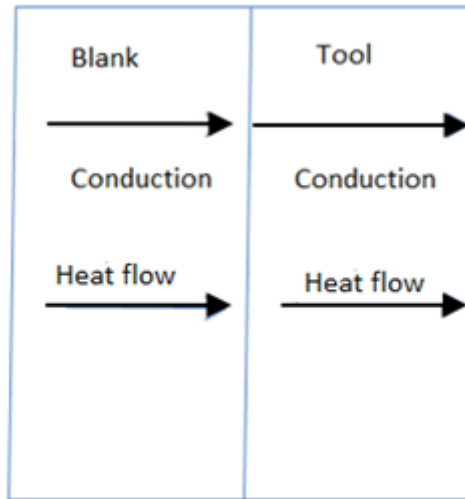 Blank
Tool
Conduction
Conduction
Heat flow
Heat flow